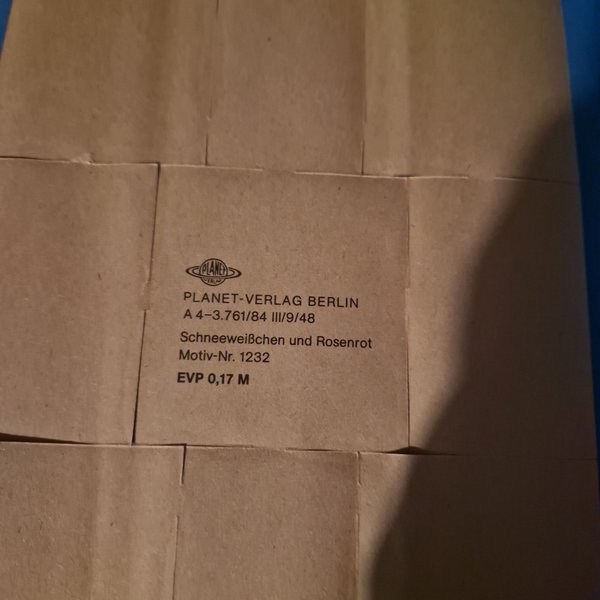 PLANET
VERLAG
PLANET-VERLAG BERLIN
A 4–3.761/84 III/9/48
Schneeweißchen und Rosenrot
Motiv-Nr. 1232
EVP 0,17 M